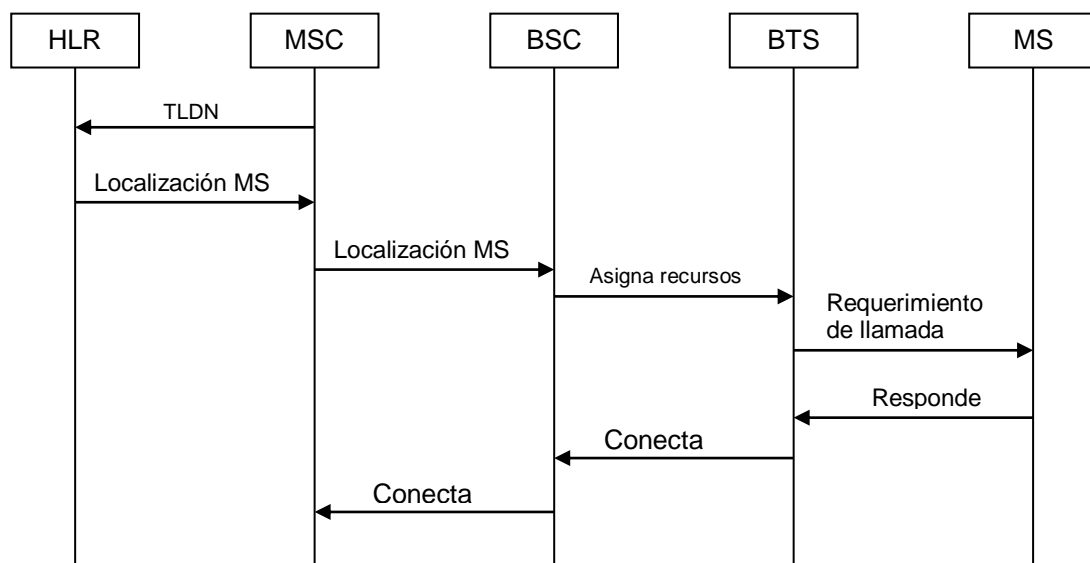 HLR
MSC
BSC
BTS
MS
TLDN
Localización MS
Localización MS
Asigna recursos
Requerimiento
de llamada
Responde
Conecta
Conecta